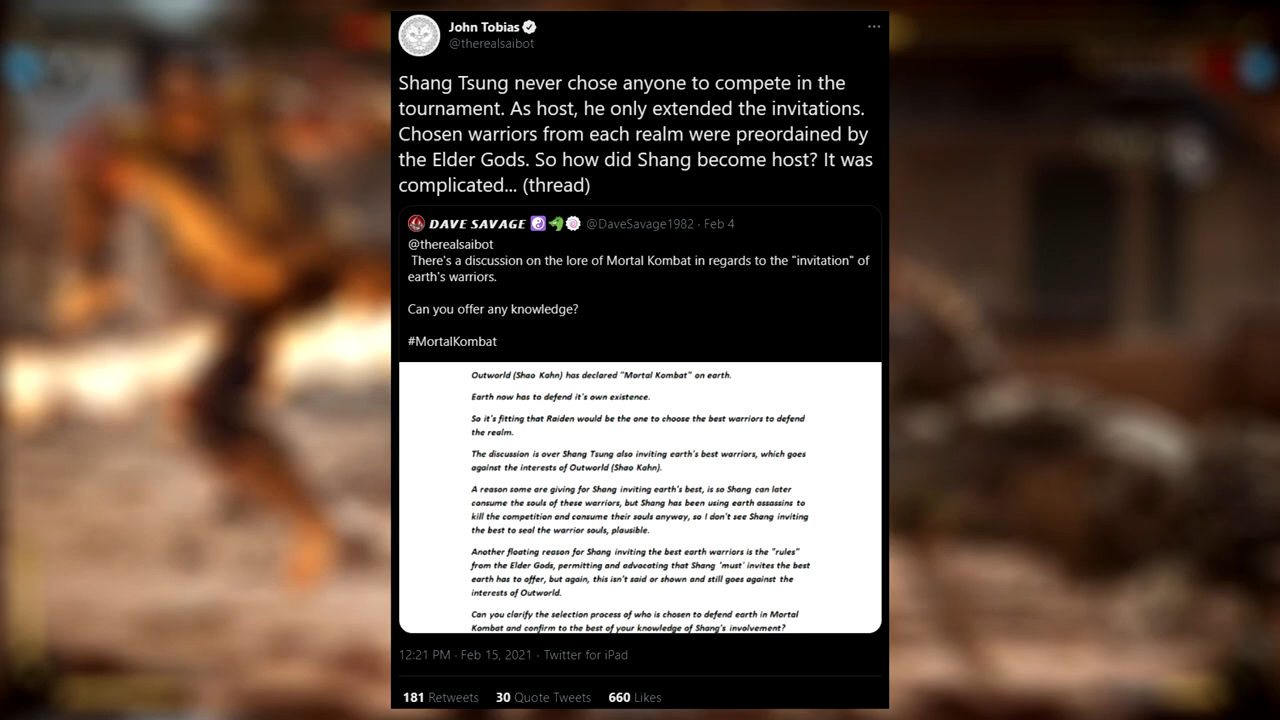 John Tobias
@therealsaibot
Shang Tsung never chose anyone to compete in the
tournament. As host, he only extended the invitations.
Chosen warriors from each realm were preordained by
the Elder Gods. So how did Shang become host? It was
complicated... (thread)
DAVE SAVAGE @DaveSavage1982 · Feb 4
@therealsaibot
There's a discussion on the lore of Mortal Kombat in regards to the "invitation" of
earth's warriors.
Can you offer any knowledge?
#MortalKombat
Outworld (Shao Kahn) has declared "Mortal Kombat" on earth.
Earth now has to defend it's own existence.
So it's fitting that Raiden would be the one to choose the best warriors to defend
the realm.
The discussion is over Shang Tsung also inviting earth's best warriors, which goes
against the interests of Outworld (Shao Kahn).
A reason some are giving for Shang inviting earth's best, is so Shang can later
consume the souls of these warriors, but Shang has been using earth assassins to
kill the competition and consume their souls anyway, so I don't see Shang inviting
the best to seal the warrior souls, plausible.
Another floating reason for Shang inviting the best earth warriors is the "rules"
from the Elder Gods, permitting and advocating that Shang 'must' invites the best
earth has to offer, but again, this isn't said or shown and still goes against the
interests of Outworld.
Can you clarify the selection process of who is chosen to defend earth in Mortal
Kombat and confirm to the best of your knowledge of Shang's involvement?
12:21 PM · Feb 15, 2021 · Twitter for iPad
181 Retweets 30 Quote Tweets 660 Likes